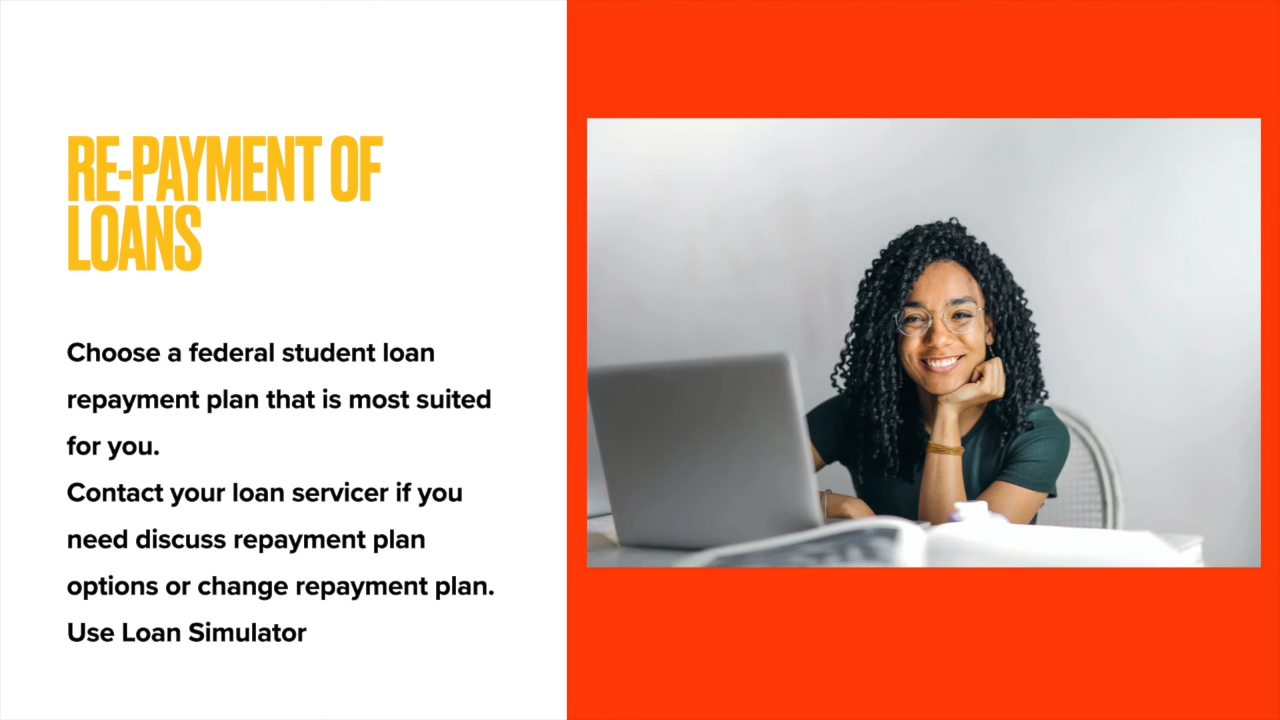 RE-PAYMENT OF
LOANS
Choose a federal student loan
repayment plan that is most suited
for you.
Contact your loan servicer if you
need discuss repayment plan
options or change repayment plan.
Use Loan Simulator